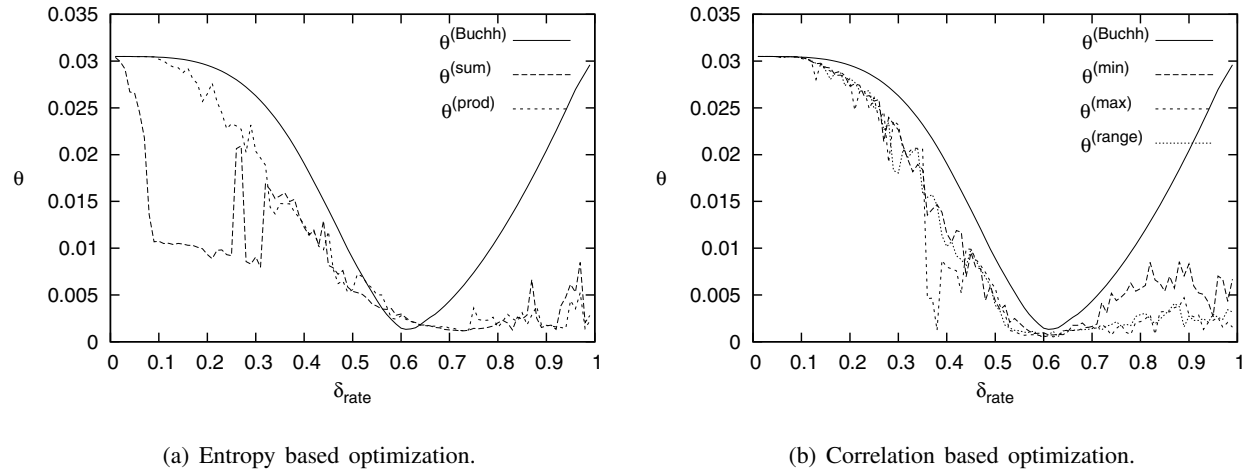 0.035
0.03
0.025
0.02
0.015
0.01
0.005
0
θ
0 0.1 0.2 0.3 0.4 0.5 0.6 0.7 0.8 0.9 1
δrate
θ(Buchh)
θ(sum)
θ(prod)
(a) Entropy based optimization.
0.035
0.03
0.025
0.02
0.015
0.01
0.005
0
θ
0 0.1 0.2 0.3 0.4 0.5 0.6 0.7 0.8 0.9 1
δrate
θ(Buchh)
θ(min)
θ(max)
θ(range)
(b) Correlation based optimization.